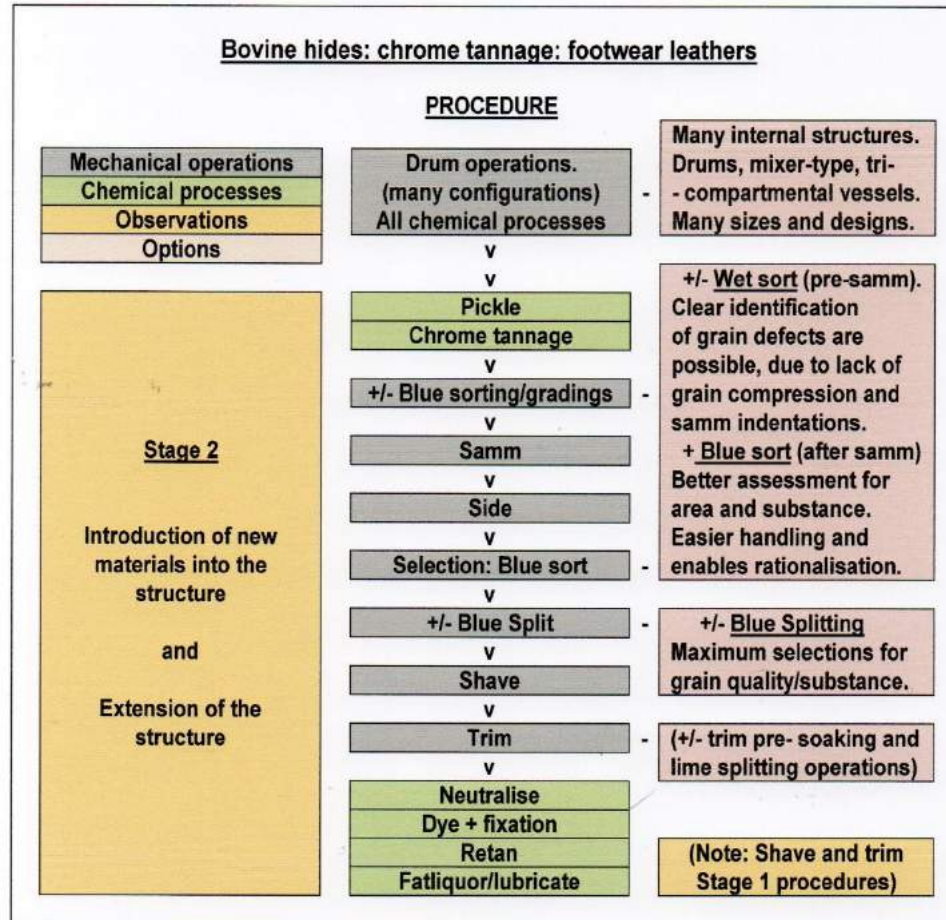 Bovine hides: chrome tannage: footwear leathers
PROCEDURE
Mechanical operations
Chemical processes
Observations
Options
Stage 2
Introduction of new
materials into the
structure
and
Extension of the
structure
Drum operations.
(many configurations)
All chemical processes
v
v
Pickle
Chrome tannage
v
+/- Blue sorting/gradings -
v
Samm
v
Side
v
Selection: Blue sort -
v
+/- Blue Split -
v
Shave
v
Trim -
v
Neutralise
Dye + fixation
Retan
Fatliquor/lubricate
Many internal structures.
Drums, mixer-type, tri-
- compartmental vessels.
Many sizes and designs.
+/- Wet sort (pre-samm).
Clear identification
of grain defects are
possible, due to lack of
grain compression and
samm indentations.
+ Blue sort (after samm)
Better assessment for
area and substance.
Easier handling and
enables rationalisation.
+/- Blue Splitting
Maximum selections for
grain quality/substance.
(+/- trim pre- soaking and
lime splitting operations)
(Note: Shave and trim
Stage 1 procedures)